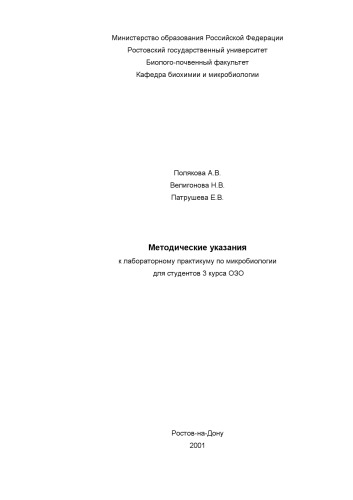 Министерство образования Российской Федерации
Ростовский государственный университет
Биолого-почвенный факультет
Кафедра биохимии и микробиологии
Полякова А.В.
Велигонова Н.В.
Патрушева Е.В.
Методические указания
к лабораторному практикуму по микробиологии
для студентов 3 курса ОЗО
Ростов-на-Дону
2001